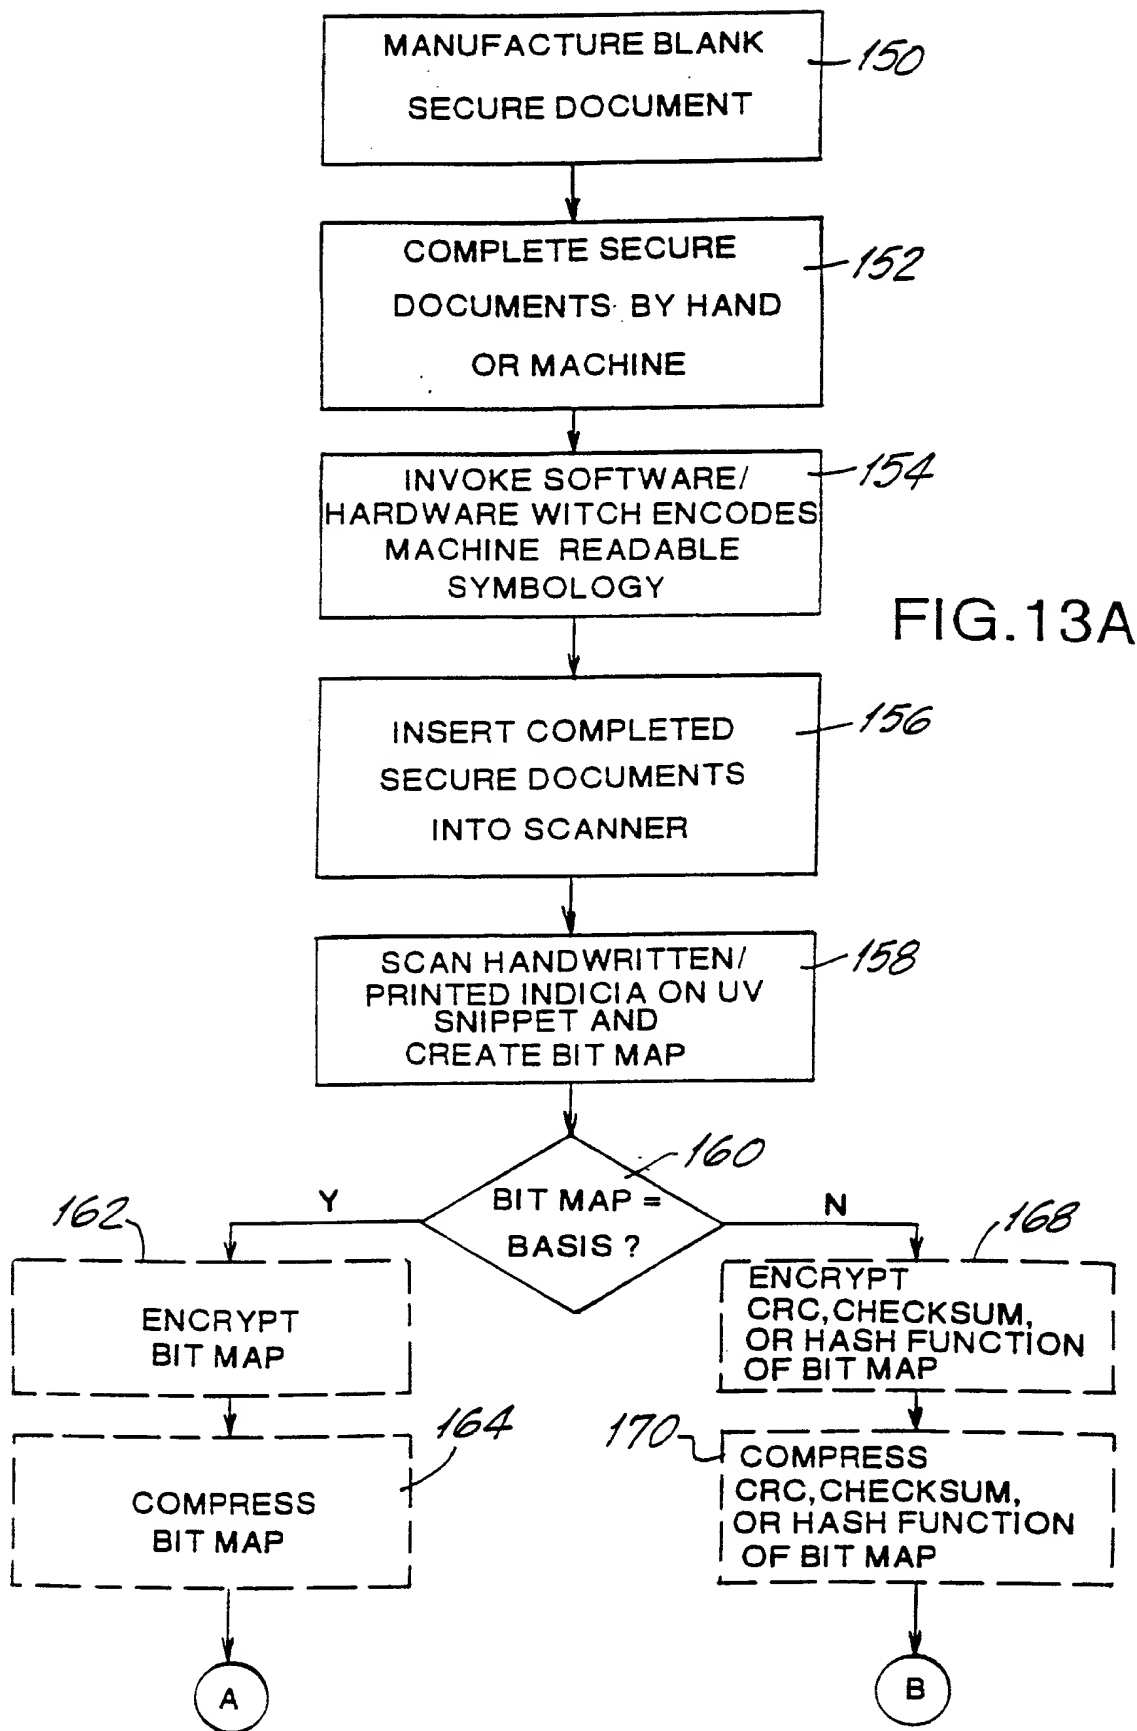 MANUFACTURE BLANK
SECURE DOCUMENT
150
COMPLETE SECURE
DOCUMENTS BY HAND
OR MACHINE
152
INVOKE SOFTWARE/
HARDWARE WITCH ENCODES
MACHINE READABLE
SYMBOLOGY
154
FIG.13A
INSERT COMPLETED
SECURE DOCUMENTS
INTO SCANNER
156
SCAN HANDWRITTEN/
PRINTED INDICIA ON UV
SNIPPET AND
CREATE BIT MAP
158
BIT MAP =
BASIS ?
160
Y
N
162
ENCRYPT
BIT MAP
168
ENCRYPT
CRC, CHECKSUM,
OR HASH FUNCTION
OF BIT MAP
164
COMPRESS
BIT MAP
170
COMPRESS
CRC, CHECKSUM,
OR HASH FUNCTION
OF BIT MAP
A
B